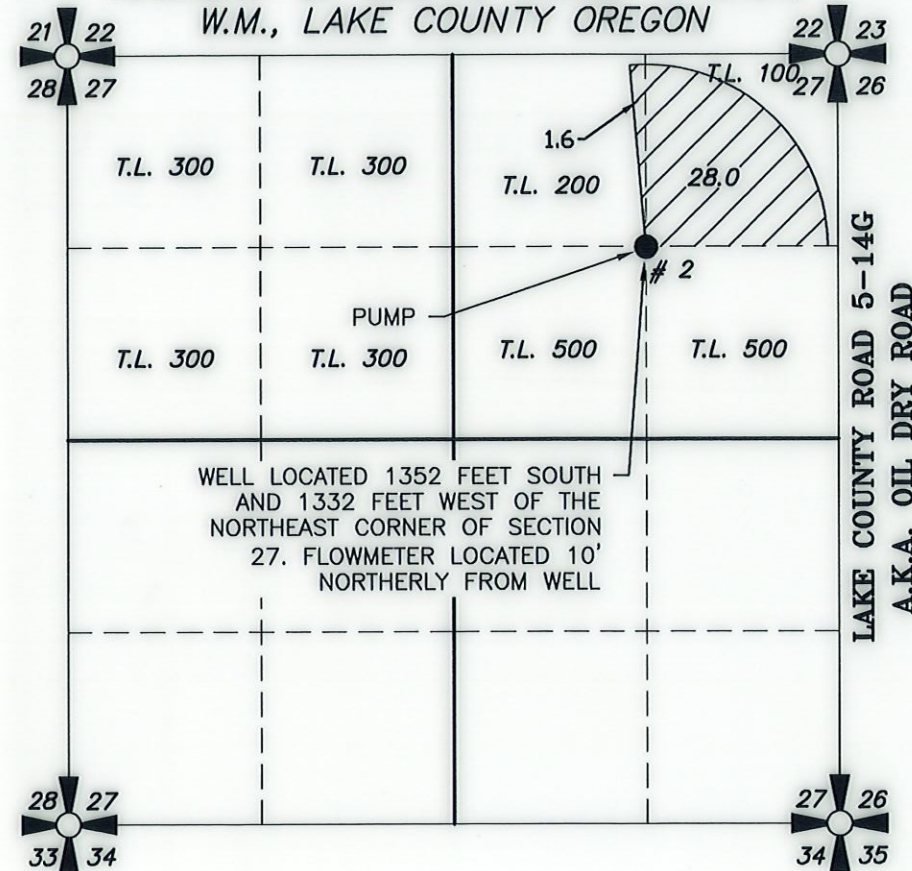 W.M., LAKE COUNTY OREGON
21 22
28 27
22 23
27 26
T.L. 100
1.6
T.L. 300
T.L. 300
T.L. 200
28.0
# 2
PUMP
T.L. 300
T.L. 300
T.L. 500
T.L. 500
LAKE COUNTY ROAD 5-14G
A.K.A. OIL DRY ROAD
WELL LOCATED 1352 FEET SOUTH
AND 1332 FEET WEST OF THE
NORTHEAST CORNER OF SECTION
27. FLOWMETER LOCATED 10'
NORTHERLY FROM WELL
28 27
33 34
27 26
34 35